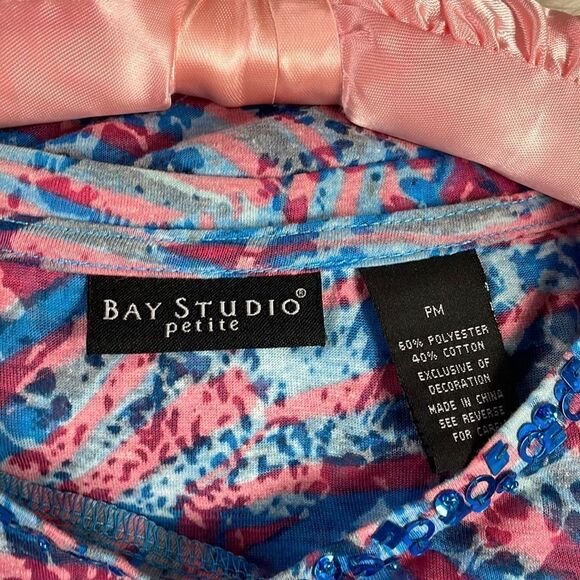 BAY STUDIO®
petite
PM
60% POLYESTER
40% COTTON
EXCLUSIVE OF
DECORATION
MADE IN CHINA
SEE REVERSE
FOR CARE